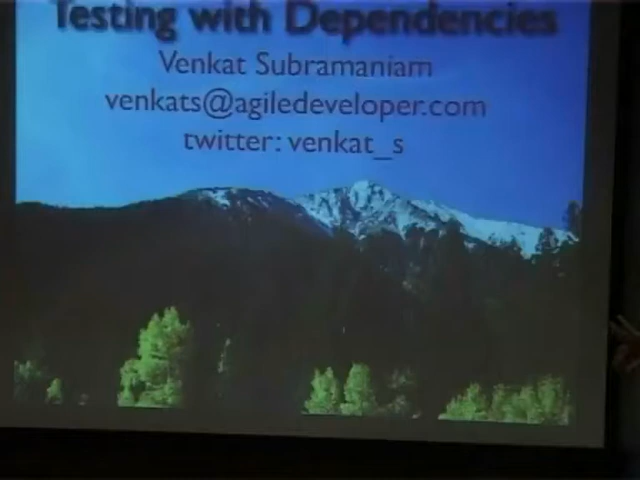 Testing with Dependencies
Venkat Subramaniam
venkats@agiledeveloper.com
twitter: venkat_s